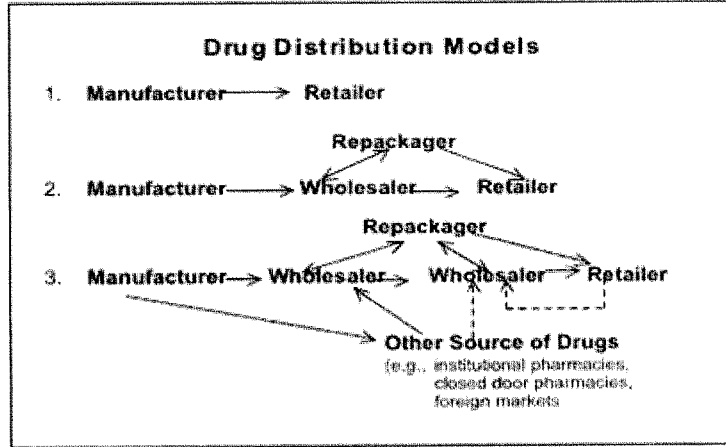 Drug Distribution Models
1. Manufacturer Retailer
Repackager
2. Manufacturer Wholesaler Retailer
Repackager
3. Manufacturer Wholesaler Wholesaler Retailer
Other Source of Drugs
(e.g., institutional pharmacies,
closed door pharmacies,
foreign markets